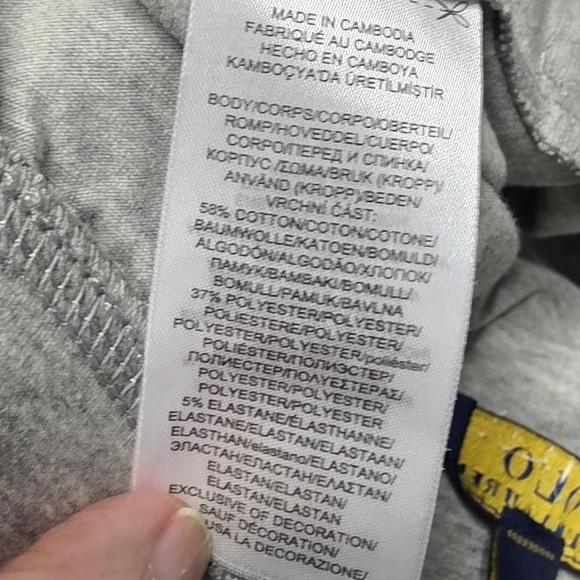 MADE IN CAMBODIA
FABRIQUÉ AU CAMBODGE
HECHO EN CAMBOYA
KAMBOÇYA'DA ÜRETİLMİŞTİR
BODY/CORPS/CORPO/OBERTEIL/
ROMP/HOVEDDEL/CUERPO/
CORPO/ПЕРЕД И СПИНКА/
ΚΟΡΠΥС /ΣΩΜΑ/BRUK (KROPP)/
ANVÄND (KROPP)/BEDEN/
VRCHNÍ ČÁST:
58% COTTON/COTON/COTONE/
BAUMWOLLE/KATOEN/BOMULD/
ALGODÓN/ALGODÃO/ХЛОПОК/
ПАМУК/ΒΑΜΒΑΚΙ/BOMULL/
BOMULL/PAMUK/BAVLNA
37% POLYESTER/POLYESTER/
POLIESTERE/POLYESTER/
POLYESTER/POLYESTER/poliéster/
POLIÉSTER/ПОЛИЭСТЕР/
ПОЛИЕСТЕР/ΠΟΛΥΕΣΤΕΡΑΣ/
POLYESTER/POLYESTER/
POLYESTER/POLYESTER
5% ELASTANE/ÉLASTHANNE/
ELASTANE/ELASTAN/ELASTAAN/
ELASTHAN/elastano/ELASTANO/
ЭЛАСТАН/ЕЛАСТАН/ΕΛΑΣΤΑΝ/
ELASTAN/ELASTAN/
ELASTAN/ELASTAN
EXCLUSIVE OF DECORATION/
SAUF DÉCORATION/
USA LA DECORAZIONE/